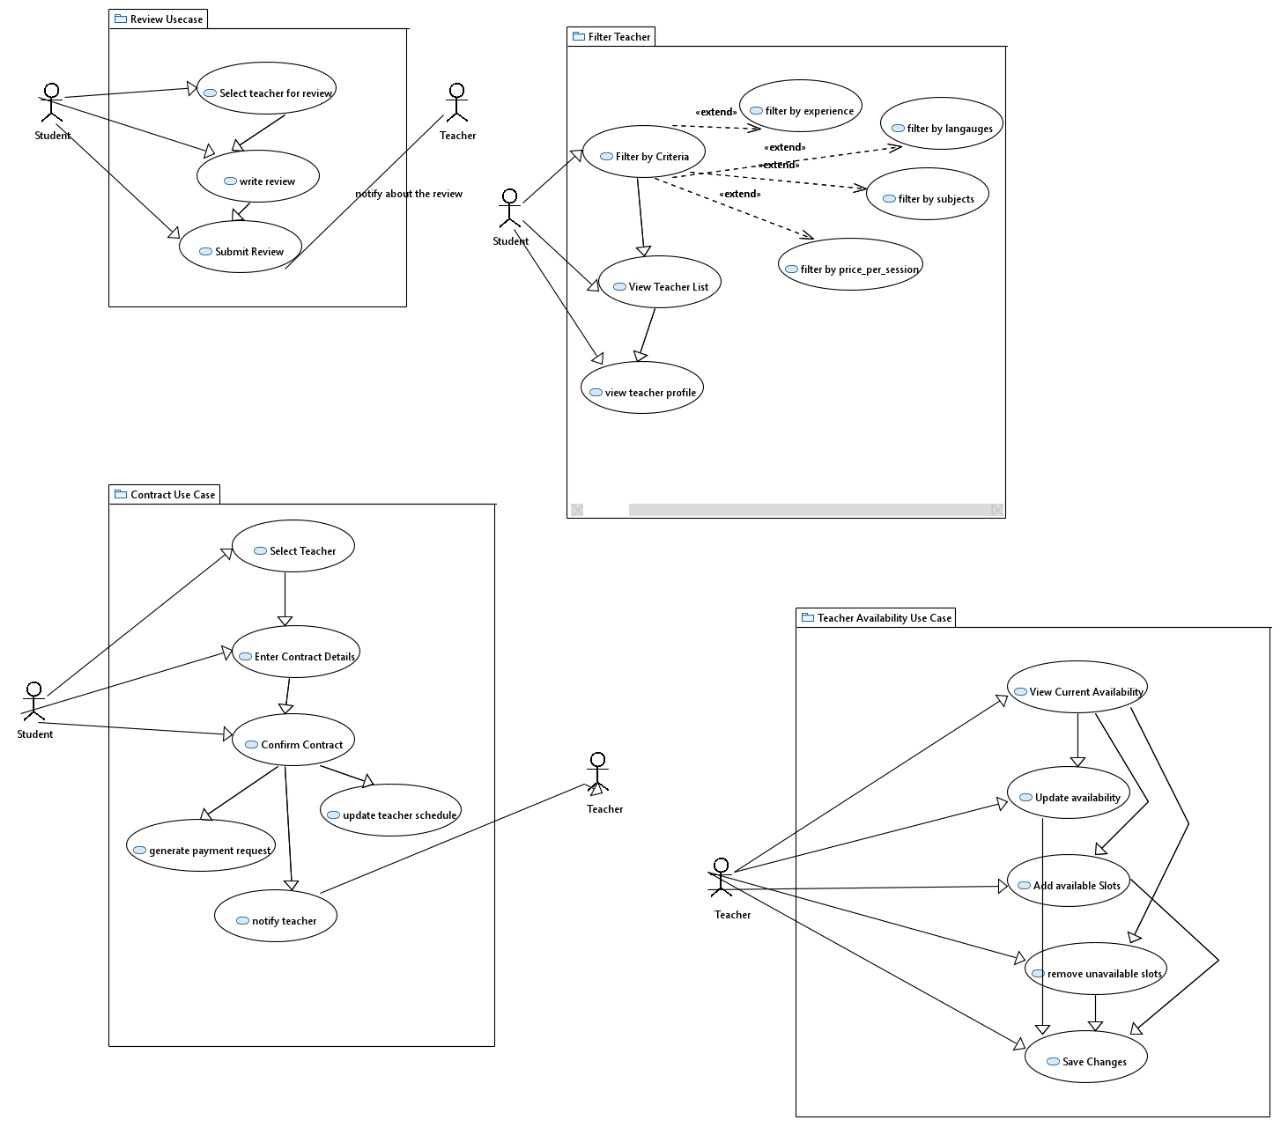 Review Usecase
Select teacher for review
Student
Teacher
write review
notify about the review
Submit Review
Filter Teacher
filter by experience
«extend»
filter by langauges
«extend»
Filter by Criteria
«extend»
«extend»
filter by subjects
Student
filter by price_per_session
View Teacher List
view teacher profile
Contract Use Case
Select Teacher
Enter Contract Details
Student
Confirm Contract
update teacher schedule
Teacher
generate payment request
notify teacher
Teacher Availability Use Case
View Current Availability
Update availability
Add available Slots
Teacher
remove unavailable slots
Save Changes